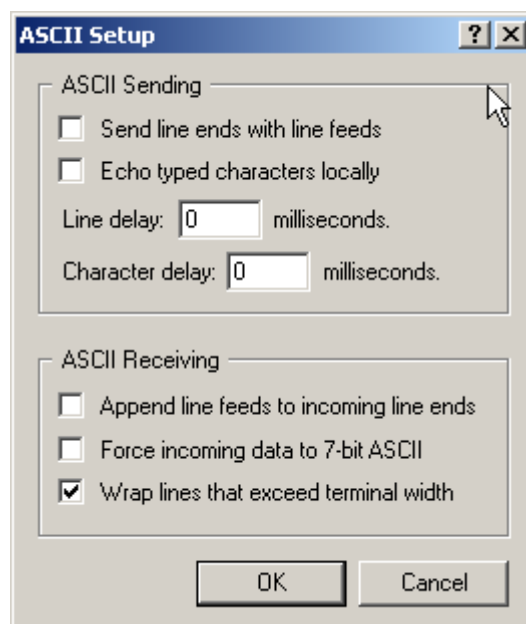 ASCII Setup
ASCII Sending
Send line ends with line feeds
Echo typed characters locally
Line delay: 0 milliseconds.
Character delay: 0 milliseconds.
ASCII Receiving
Append line feeds to incoming line ends
Force incoming data to 7-bit ASCII
Wrap lines that exceed terminal width
OK Cancel